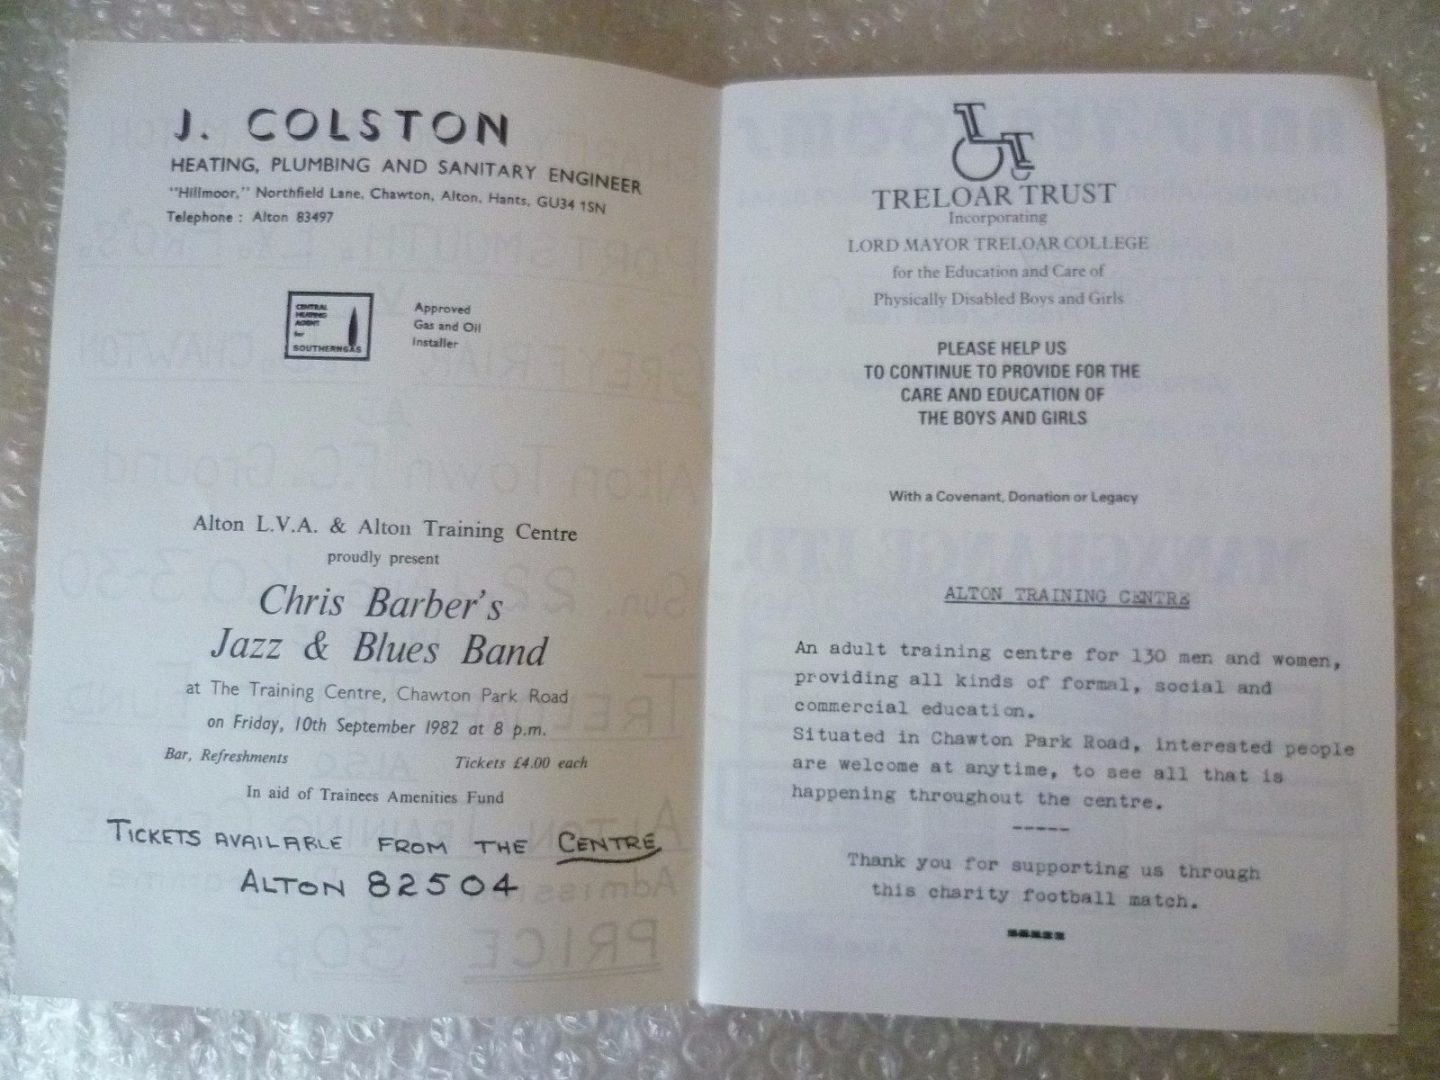 J. COLSTON
HEATING, PLUMBING AND SANITARY ENGINEER
"Hillmoor," Northfield Lane, Chawton, Alton, Hants, GU34 1SN
Telephone : Alton 83497
CENTRAL
HEATING
AGENT
for
SOUTHERNGAS
Approved
Gas and Oil
Installer
Alton L.V.A. & Alton Training Centre
proudly present
Chris Barber's
Jazz & Blues Band
at The Training Centre, Chawton Park Road
on Friday, 10th September 1982 at 8 p.m.
Bar, Refreshments Tickets £4.00 each
In aid of Trainees Amenities Fund
TICKETS AVAILABLE FROM THE CENTRE
ALTON 82504
TRELOAR TRUST
Incorporating
LORD MAYOR TRELOAR COLLEGE
for the Education and Care of
Physically Disabled Boys and Girls
PLEASE HELP US
TO CONTINUE TO PROVIDE FOR THE
CARE AND EDUCATION OF
THE BOYS AND GIRLS
With a Covenant, Donation or Legacy
ALTON TRAINING CENTRE
An adult training centre for 130 men and women,
providing all kinds of formal, social and
commercial education.
Situated in Chawton Park Road, interested people
are welcome at anytime, to see all that is
happening throughout the centre.
-----
Thank you for supporting us through
this charity football match.